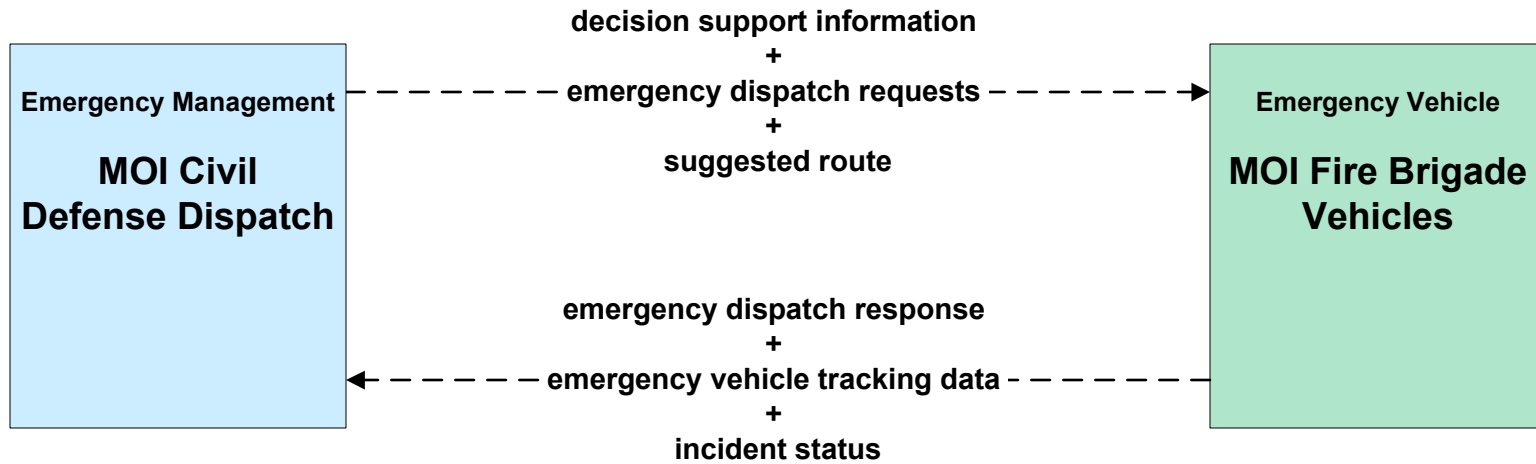 decision support information
+
emergency dispatch requests
+
suggested route
Emergency Management
MOI Civil
Defense Dispatch
Emergency Vehicle
MOI Fire Brigade
Vehicles
emergency dispatch response
+
emergency vehicle tracking data
+
incident status